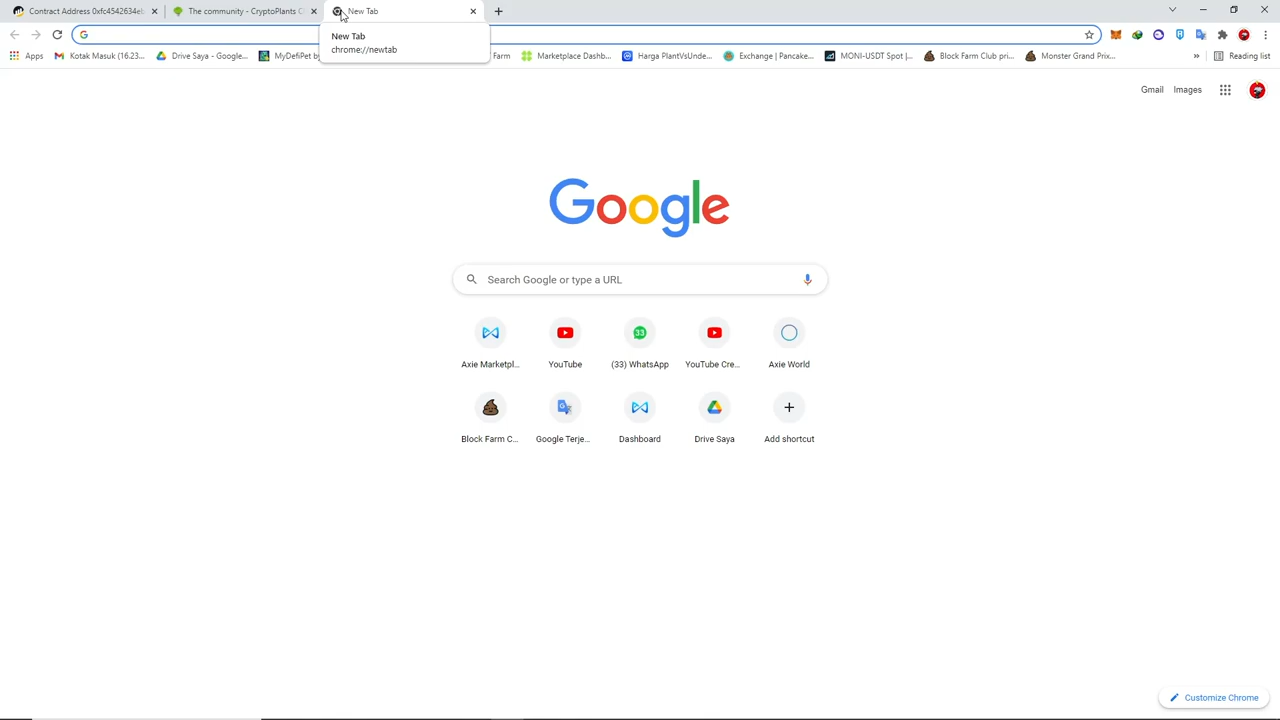 Contract Address 0xfc4542634eb
The community - CryptoPlants C
New Tab
New Tab
chrome://newtab
Apps
Kotak Masuk (16.23...
Drive Saya - Google...
MyDefiPet b
Farm
Marketplace Dashb...
Harga PlantVsUnde...
Exchange | Pancake...
MONI-USDT Spot |...
Block Farm Club pri...
Monster Grand Prix...
»
Reading list
Gmail
Images
Google
Search Google or type a URL
33
Axie Marketpl...
YouTube
(33) WhatsApp
YouTube Cre...
Axie World
Block Farm C...
Google Terje...
Dashboard
Drive Saya
Add shortcut
Customize Chrome